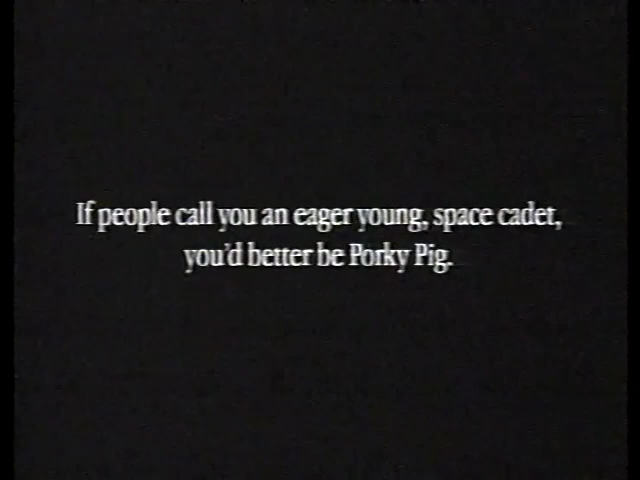 If people call you an eager young, space cadet,
you'd better be Porky Pig.